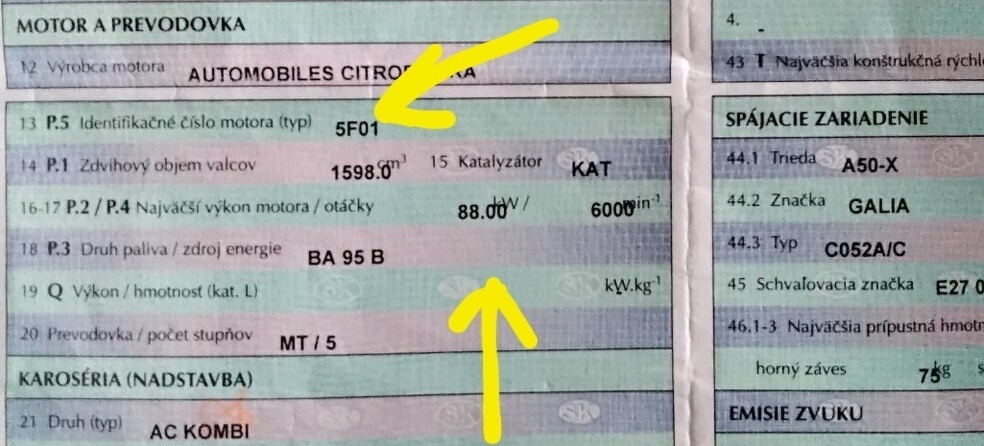 MOTOR A PREVODOVKA
12 Výrobca motora AUTOMOBILES CITROE
13 P.5 Identifikačné číslo motora (typ) 5F01
14 P.1 Zdvihový objem valcov 1598.0 cm³ 15 Katalyzátor KAT
16-17 P.2 / P.4 Najväčší výkon motora / otáčky 88.00 kW / 6000 min⁻¹
18 P.3 Druh paliva / zdroj energie BA 95 B
19 Q Výkon / hmotnosť (kat. L) kW.kg⁻¹
20 Prevodovka / počet stupňov MT / 5
KAROSÉRIA (NADSTAVBA)
21 Druh (typ) AC KOMBI
4. -
43 T Najväčšia konštrukčná rýchl
SPÁJACIE ZARIADENIE
44.1 Trieda A50-X
44.2 Značka GALIA
44.3 Typ C052A/C
45 Schvaľovacia značka E27 0
46.1-3 Najväčšia prípustná hmotn
horný záves 75 kg s
EMISIE ZVUKU